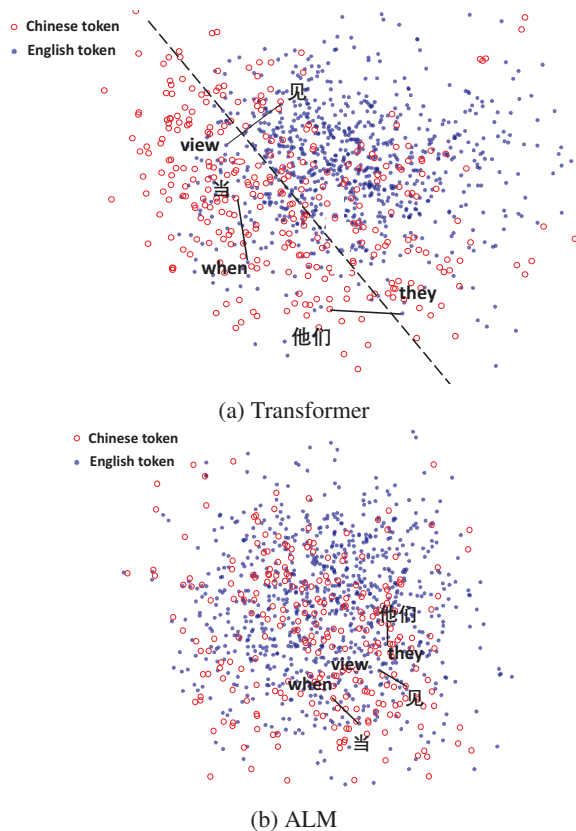 Chinese token
English token
见
view
当
when
they
他们
(a) Transformer
Chinese token
English token
他们
they
view
when
见
当
(b) ALM